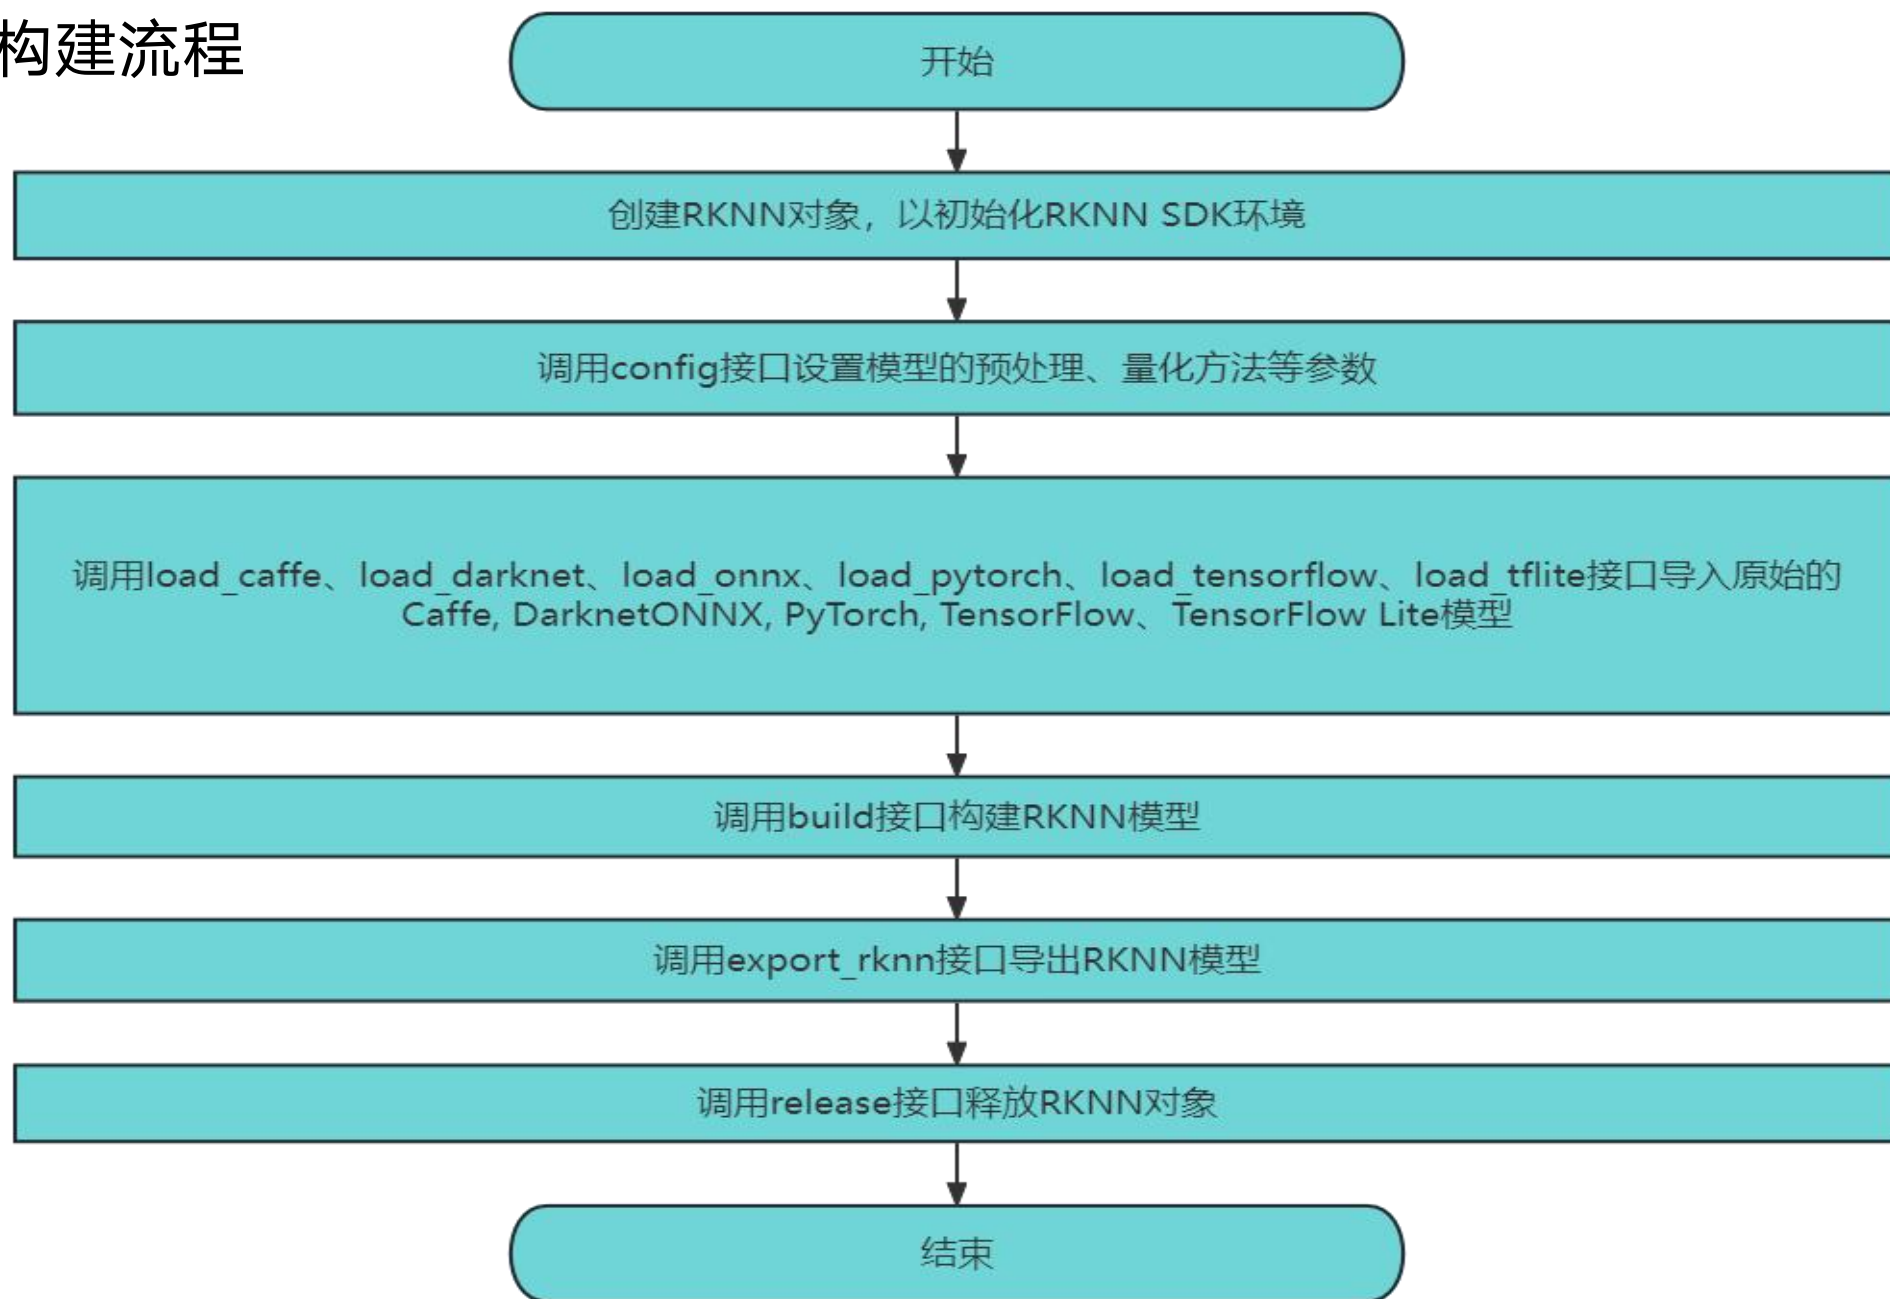 构建流程
开始
创建RKNN对象，以初始化RKNN SDK环境
调用config接口设置模型的预处理、量化方法等参数
调用load_caffe、load_darknet、load_onnx、load_pytorch、load_tensorflow、load_tflite接口导入原始的
Caffe, DarknetONNX, PyTorch, TensorFlow、TensorFlow Lite模型
调用build接口构建RKNN模型
调用export_rknn接口导出RKNN模型
调用release接口释放RKNN对象
结束